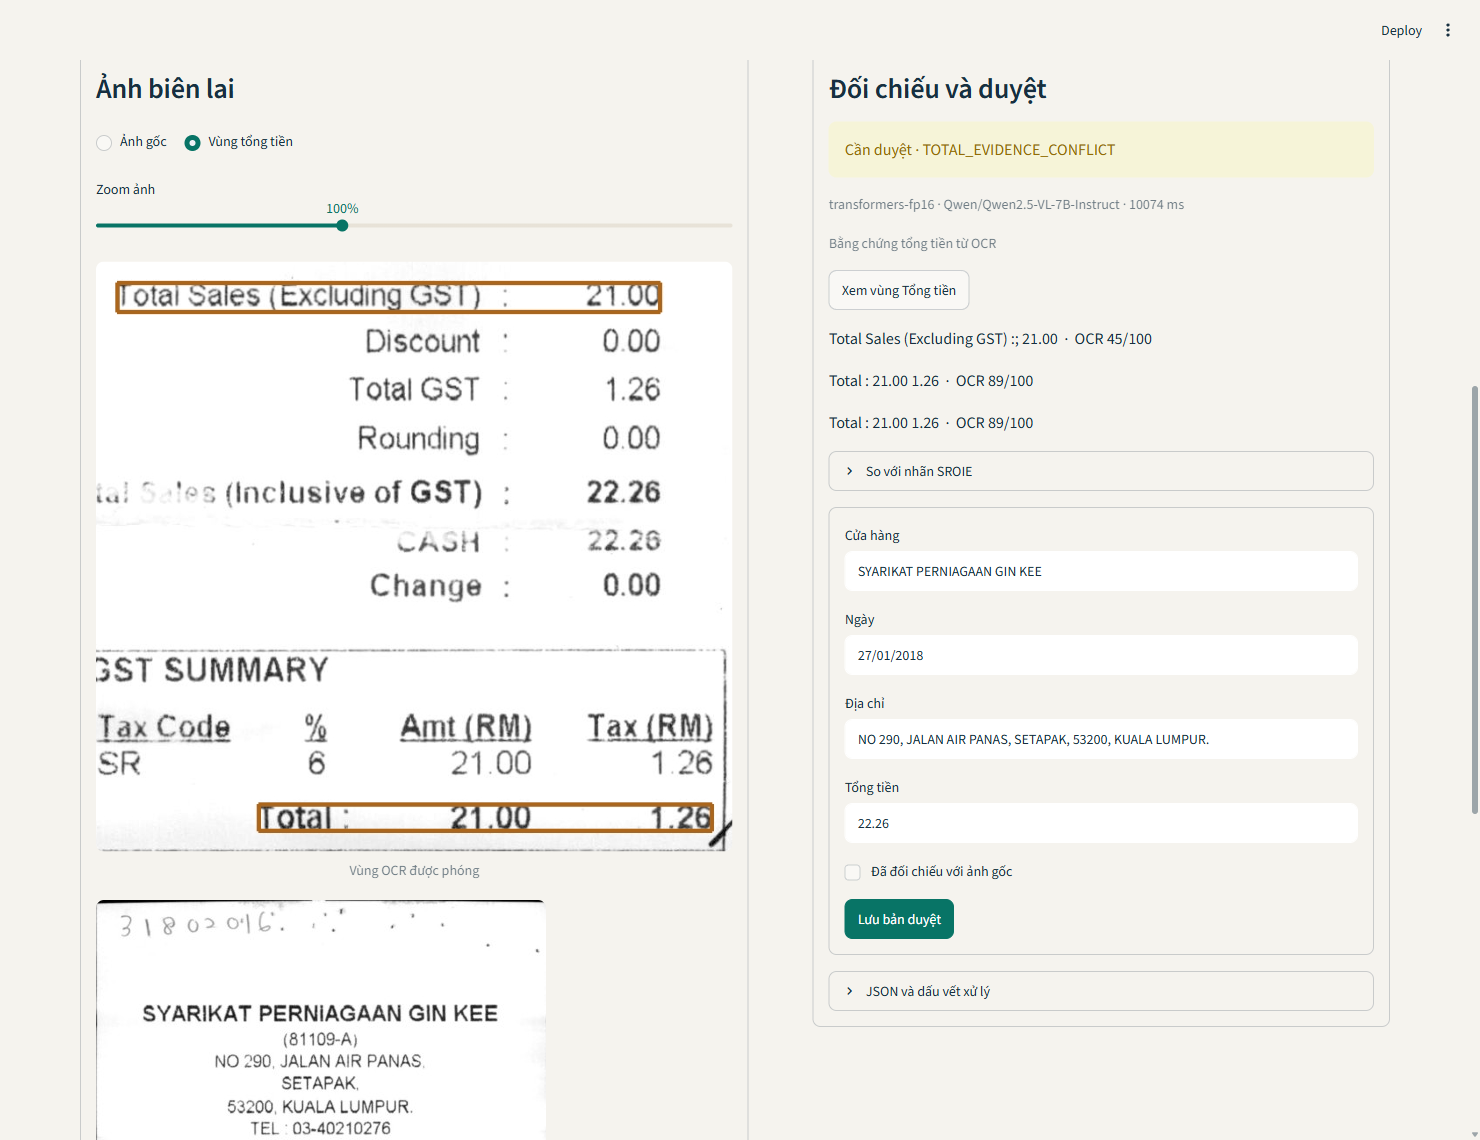 Deploy
Ảnh biên lai
Ảnh gốc
Vùng tổng tiền
Zoom ảnh
100%
Total Sales (Excluding GST) : 21.00
Discount : 0.00
Total GST : 1.26
Rounding : 0.00
tal Sales (Inclusive of GST) : 22.26
CASH : 22.26
Change : 0.00
GST SUMMARY
Tax Code % Amt (RM) Tax (RM)
SR 6 21.00 1.26
Total : 21.00 1.26
Vùng OCR được phóng
31802016
SYARIKAT PERNIAGAAN GIN KEE
(81109-A)
NO 290, JALAN AIR PANAS,
SETAPAK,
53200, KUALA LUMPUR.
TEL : 03-40210276
Đối chiếu và duyệt
Cần duyệt · TOTAL_EVIDENCE_CONFLICT
transformers-fp16 · Qwen/Qwen2.5-VL-7B-Instruct · 10074 ms
Bằng chứng tổng tiền từ OCR
Xem vùng Tổng tiền
Total Sales (Excluding GST) :; 21.00 · OCR 45/100
Total : 21.00 1.26 · OCR 89/100
Total : 21.00 1.26 · OCR 89/100
So với nhãn SROIE
Cửa hàng
SYARIKAT PERNIAGAAN GIN KEE
Ngày
27/01/2018
Địa chỉ
NO 290, JALAN AIR PANAS, SETAPAK, 53200, KUALA LUMPUR.
Tổng tiền
22.26
Đã đối chiếu với ảnh gốc
Lưu bản duyệt
JSON và dấu vết xử lý